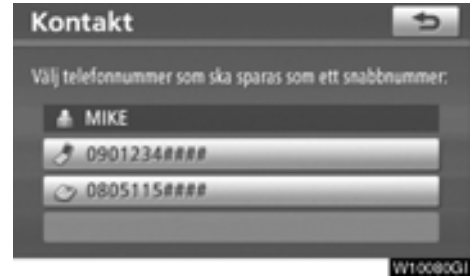 Kontakt
Välj telefonnummer som ska sparas som ett snabbnummer:
MIKE
0901234####
0805115####
W10080GI